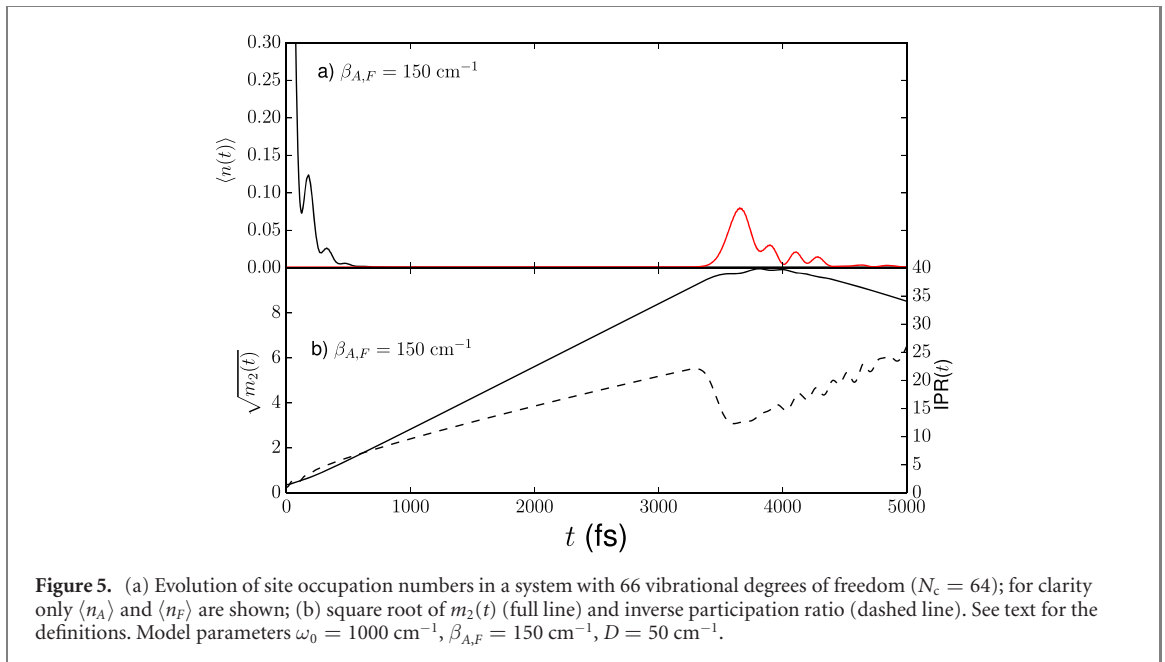 0.30
a) β_{A,F} = 150 cm⁻¹
0.25
0.20
0.15
⟨n(t)⟩
0.10
0.05
0.00
40
35
8
30
b) β_{A,F} = 150 cm⁻¹
6
25
√m₂(t)
20
IPR(t)
4
15
10
2
5
0
0
0 1000 2000 3000 4000 5000
t (fs)
Figure 5. (a) Evolution of site occupation numbers in a system with 66 vibrational degrees of freedom (N_c = 64); for clarity
only ⟨n_A⟩ and ⟨n_F⟩ are shown; (b) square root of m₂(t) (full line) and inverse participation ratio (dashed line). See text for the
definitions. Model parameters ω₀ = 1000 cm⁻¹, β_{A,F} = 150 cm⁻¹, D = 50 cm⁻¹.